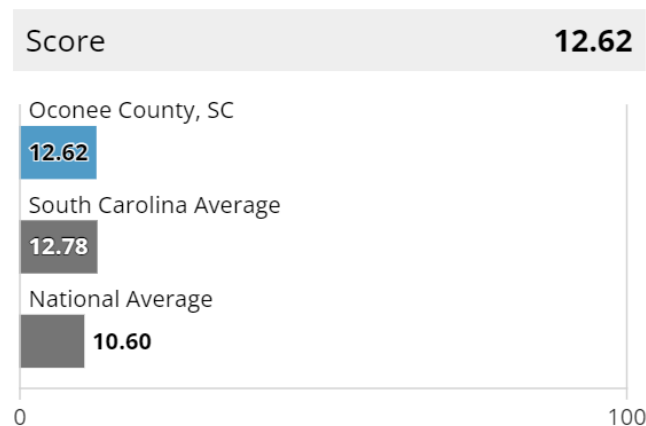 Score 12.62
Oconee County, SC
12.62
South Carolina Average
12.78
National Average
10.60
0 100